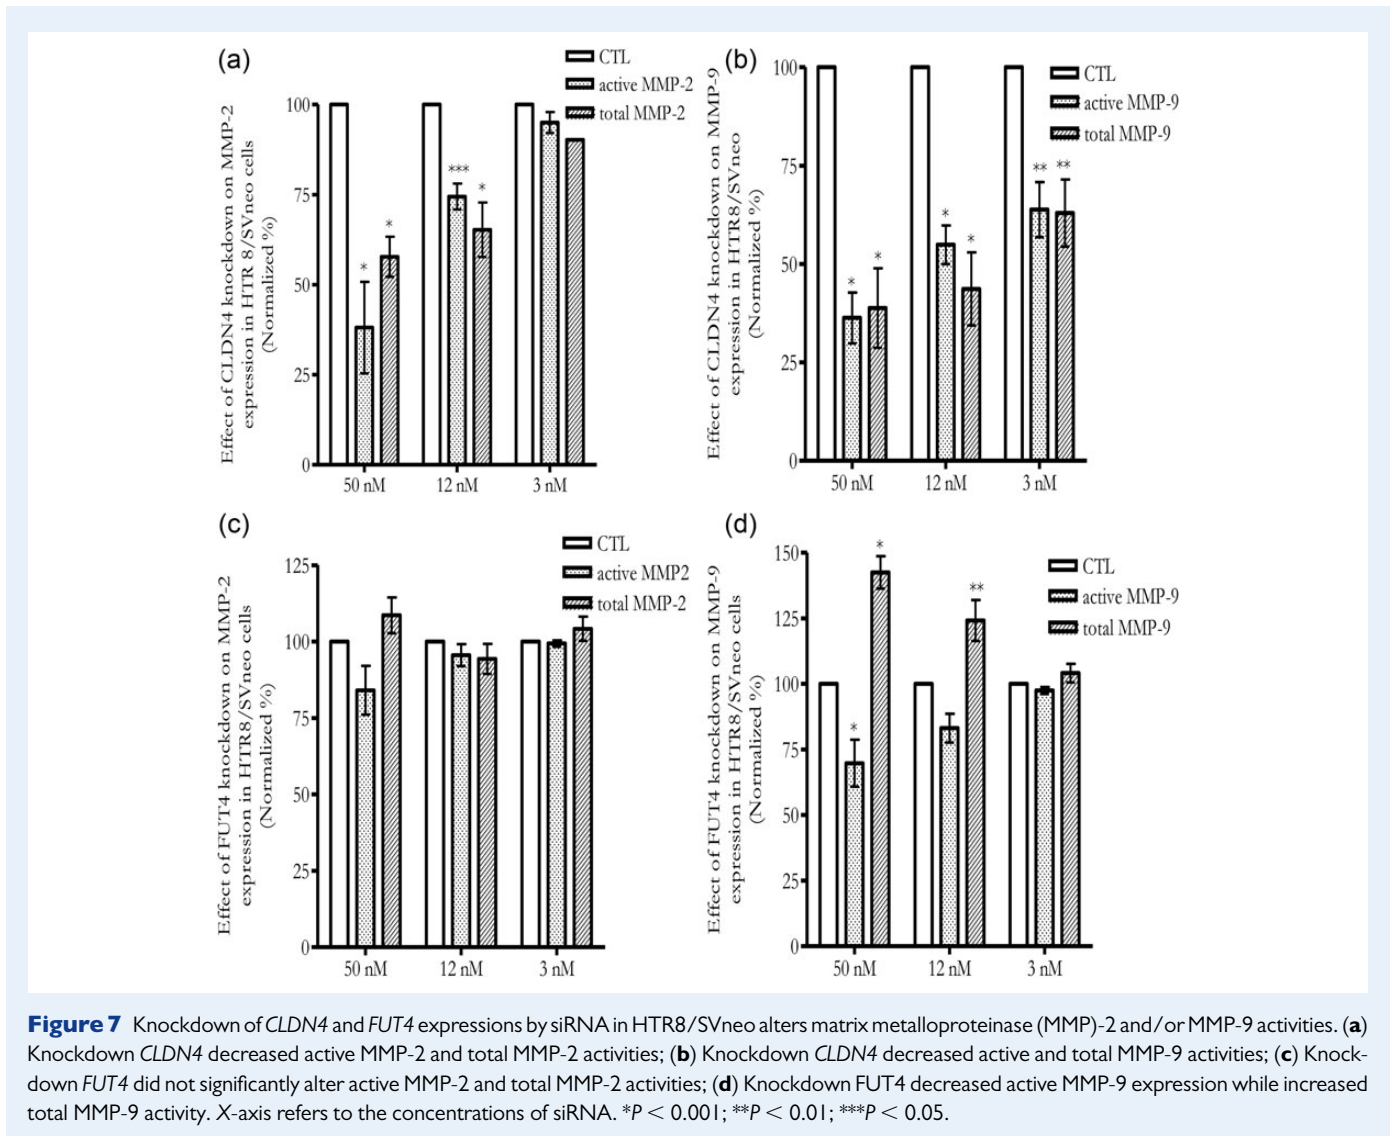 (a)
CTL
active MMP-2
total MMP-2
Effect of CLDN4 knockdown on MMP-2
expression in HTR 8/SVneo cells
(Normalized %)
100
75
50
25
0
*
*
***
*
50 nM
12 nM
3 nM
(b)
CTL
active MMP-9
total MMP-9
Effect of CLDN4 knockdown on MMP-9
expression in HTR8/SVneo
(Normalized %)
100
75
50
25
0
*
*
*
*
**
**
50 nM
12 nM
3 nM
(c)
CTL
active MMP2
total MMP-2
Effect of FUT4 knockdown on MMP-2
expression in HTR8/SVneo cells
(Normalized %)
125
100
75
50
25
0
50 nM
12 nM
3 nM
(d)
CTL
active MMP-9
total MMP-9
Effect of FUT4 knockdown on MMP-9
expression in HTR8/SVneo cells
(Normalized %)
150
125
100
75
50
25
0
*
*
**
50 nM
12 nM
3 nM
Figure 7 Knockdown of CLDN4 and FUT4 expressions by siRNA in HTR8/SVneo alters matrix metalloproteinase (MMP)-2 and/or MMP-9 activities. (a)
Knockdown CLDN4 decreased active MMP-2 and total MMP-2 activities; (b) Knockdown CLDN4 decreased active and total MMP-9 activities; (c) Knock-
down FUT4 did not significantly alter active MMP-2 and total MMP-2 activities; (d) Knockdown FUT4 decreased active MMP-9 expression while increased
total MMP-9 activity. X-axis refers to the concentrations of siRNA. *P < 0.001; **P < 0.01; ***P < 0.05.